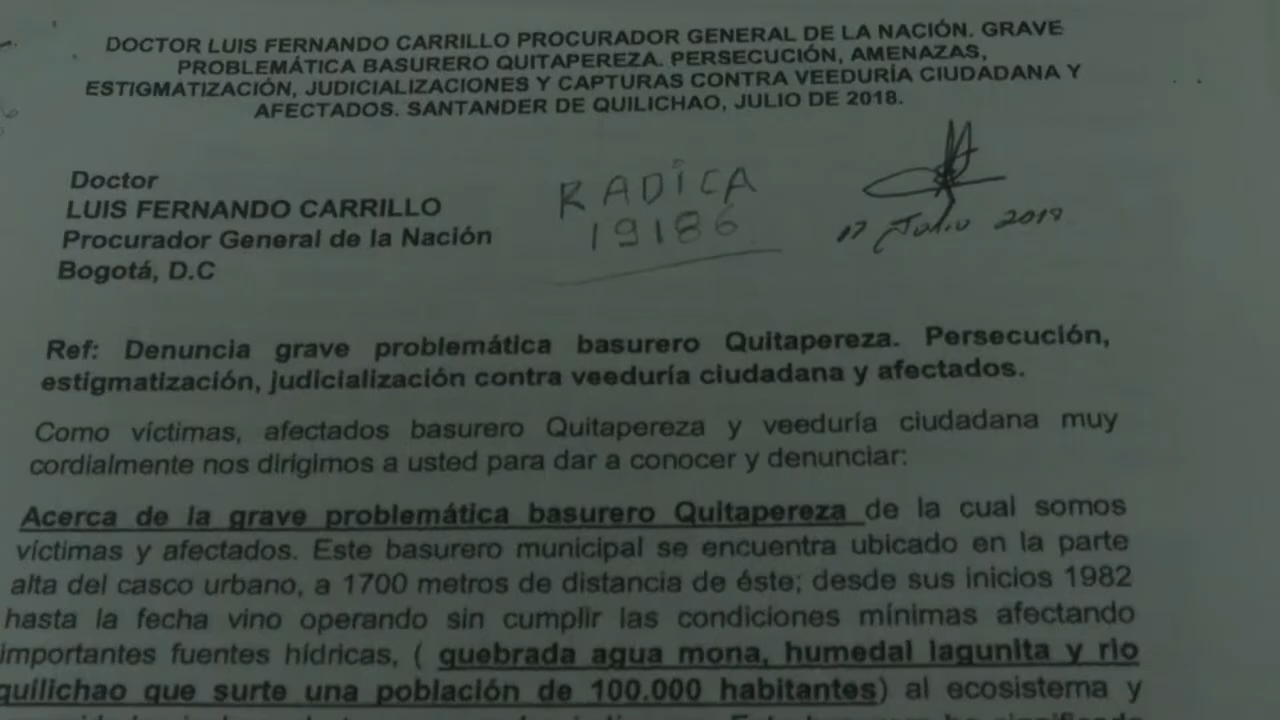 DOCTOR LUIS FERNANDO CARRILLO PROCURADOR GENERAL DE LA NACIÓN. GRAVE
PROBLEMÁTICA BASURERO QUITAPEREZA. PERSECUCIÓN, AMENAZAS,
ESTIGMATIZACIÓN, JUDICIALIZACIONES Y CAPTURAS CONTRA VEEDURÍA CIUDADANA Y
AFECTADOS. SANTANDER DE QUILICHAO, JULIO DE 2018.
Doctor
LUIS FERNANDO CARRILLO
Procurador General de la Nación
Bogotá, D.C
RADICA
19186
17 Julio 2018
Ref: Denuncia grave problemática basurero Quitapereza. Persecución,
estigmatización, judicialización contra veeduría ciudadana y afectados.
Como víctimas, afectados basurero Quitapereza y veeduría ciudadana muy
cordialmente nos dirigimos a usted para dar a conocer y denunciar:
Acerca de la grave problemática basurero Quitapereza de la cual somos
víctimas y afectados. Este basurero municipal se encuentra ubicado en la parte
alta del casco urbano, a 1700 metros de distancia de éste; desde sus inicios 1982
hasta la fecha vino operando sin cumplir las condiciones mínimas afectando
importantes fuentes hídricas, ( quebrada agua mona, humedal lagunita y rio
quilichao que surte una población de 100.000 habitantes) al ecosistema y